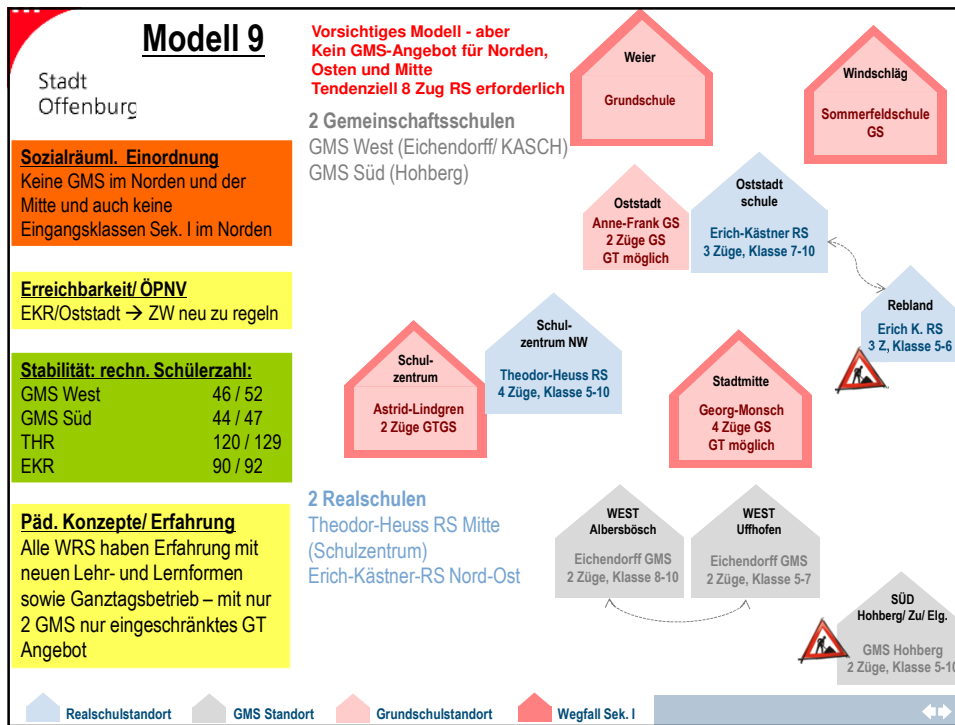 Modell 9
Stadt
Offenburg
Vorsichtiges Modell - aber
Kein GMS-Angebot für Norden,
Osten und Mitte
Tendenziell 8 Zug RS erforderlich
2 Gemeinschaftsschulen
GMS West (Eichendorff/ KASCH)
GMS Süd (Hohberg)
Sozialräuml. Einordnung
Keine GMS im Norden und der
Mitte und auch keine
Eingangsklassen Sek. I im Norden
Erreichbarkeit/ ÖPNV
EKR/Oststadt → ZW neu zu regeln
Stabilität: rechn. Schülerzahl:
GMS West 46 / 52
GMS Süd 44 / 47
THR 120 / 129
EKR 90 / 92
Päd. Konzepte/ Erfahrung
Alle WRS haben Erfahrung mit
neuen Lehr- und Lernformen
sowie Ganztagsbetrieb – mit nur
2 GMS nur eingeschränktes GT
Angebot
2 Realschulen
Theodor-Heuss RS Mitte
(Schulzentrum)
Erich-Kästner-RS Nord-Ost
Weier
Grundschule
Windschläg
Sommerfeldschule
GS
Oststadt
Anne-Frank GS
2 Züge GS
GT möglich
Oststadt
schule
Erich-Kästner RS
3 Züge, Klasse 7-10
Rebland
Erich K. RS
3 Z, Klasse 5-6
Schul-
zentrum
Astrid-Lindgren
2 Züge GTGS
Schul-
zentrum NW
Theodor-Heuss RS
4 Züge, Klasse 5-10
Stadtmitte
Georg-Monsch
4 Züge GS
GT möglich
WEST
Albersbösch
Eichendorff GMS
2 Züge, Klasse 8-10
WEST
Uffhofen
Eichendorff GMS
2 Züge, Klasse 5-7
SÜD
Hohberg/ Zu/ Elg.
GMS Hohberg
2 Züge, Klasse 5-10
Realschulstandort
GMS Standort
Grundschulstandort
Wegfall Sek. I